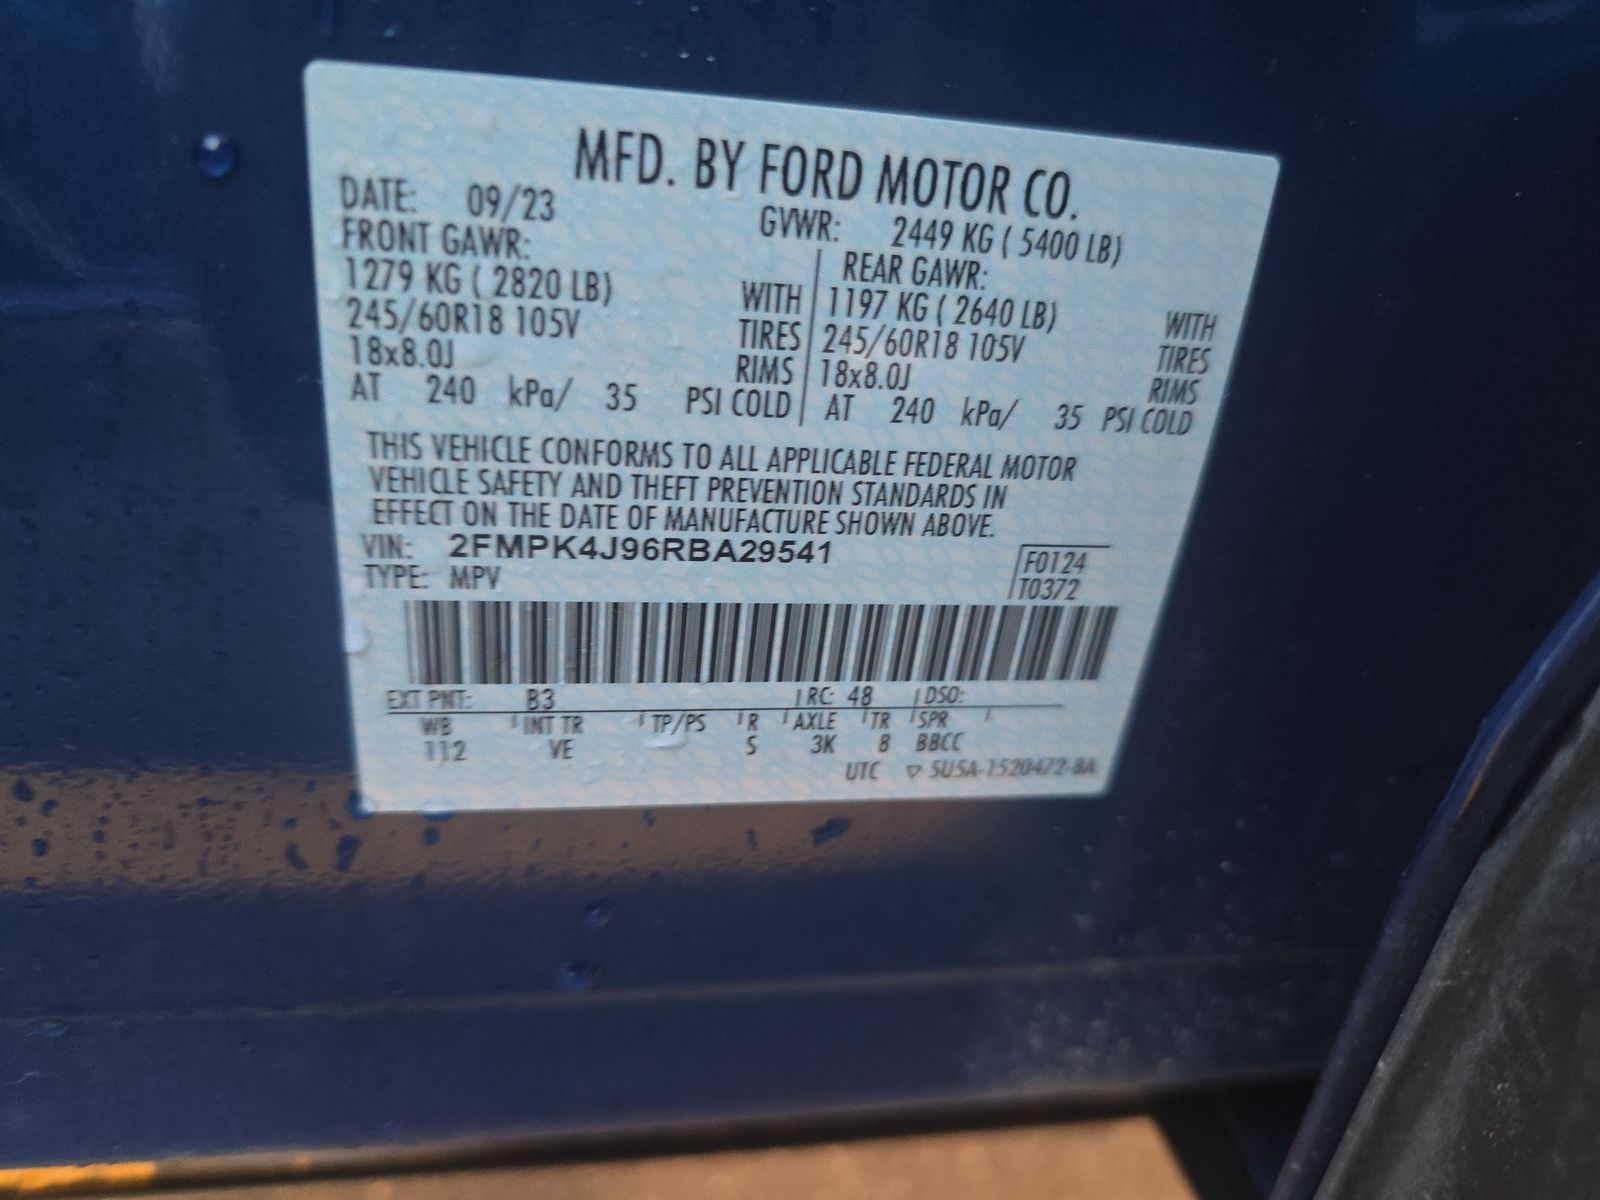 MFD. BY FORD MOTOR CO.
DATE: 09/23 GVWR: 2449 KG ( 5400 LB)
FRONT GAWR: REAR GAWR:
1279 KG ( 2820 LB) WITH 1197 KG ( 2640 LB) WITH
245/60R18 105V TIRES 245/60R18 105V TIRES
18x8.0J RIMS 18x8.0J RIMS
AT 240 kPa/ 35 PSI COLD AT 240 kPa/ 35 PSI COLD
THIS VEHICLE CONFORMS TO ALL APPLICABLE FEDERAL MOTOR
VEHICLE SAFETY AND THEFT PREVENTION STANDARDS IN
EFFECT ON THE DATE OF MANUFACTURE SHOWN ABOVE.
VIN: 2FMPK4J96RBA29541 F0124
TYPE: MPV T0372
EXT PNT: B3 RC: 48 DSO:
WB INT TR TP/PS R AXLE TR SPR
112 VE S 3K 8 BBCC
UTC ▽ 5U5A-1520472-BA